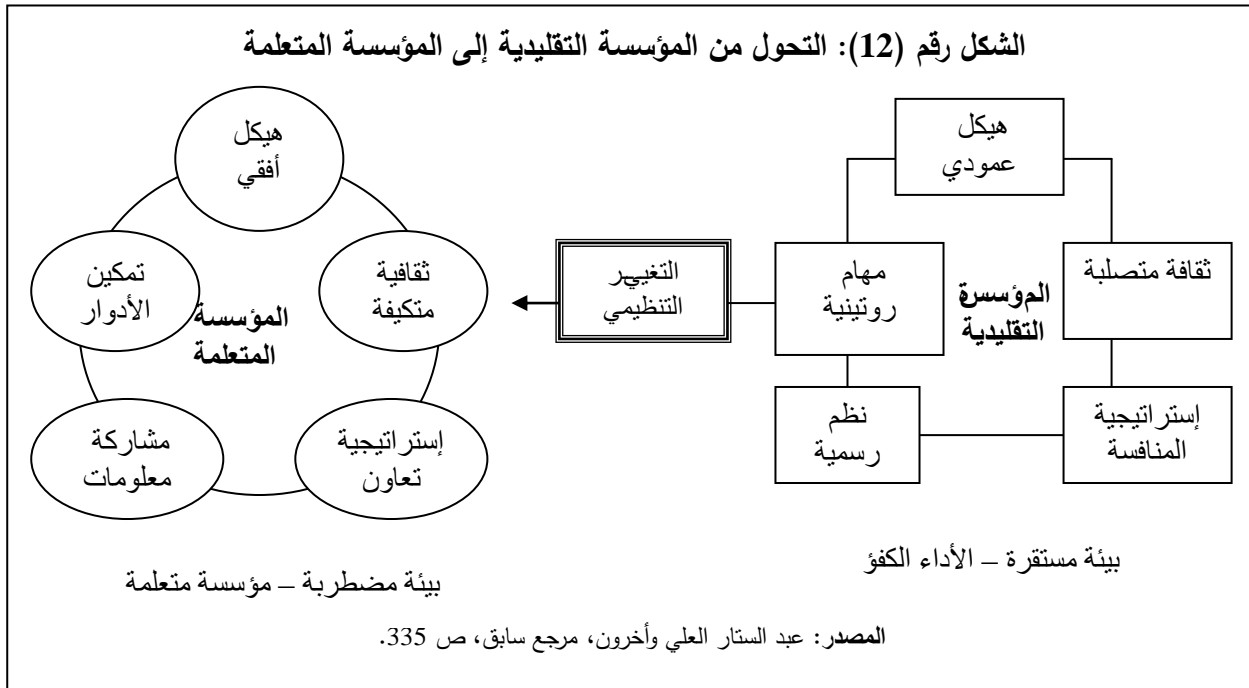 الشكل رقم (12): التحول من المؤسسة التقليدية إلى المؤسسة المتعلمة
هيكل
عمودي
ثقافة متصلبة
المؤسسة
التقليدية
مهام
روتينية
إستراتيجية
المنافسة
نظم
رسمية
بيئة مستقرة – الأداء الكفؤ
التغيير
التنظيمي
هيكل
أفقي
ثقافية
متكيفة
المؤسسة
المتعلمة
تمكين
الأدوار
إستراتيجية
تعاون
مشاركة
معلومات
بيئة مضطربة – مؤسسة متعلمة
المصدر: عبد الستار العلي وأخرون، مرجع سابق، ص 335.